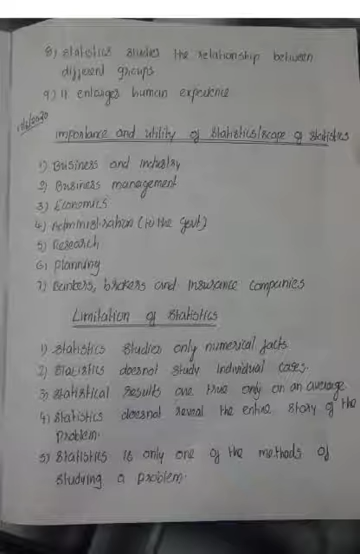 8) Statistics studies the relationship between
different groups
9) It enlarges human experience
Importance and utility of Statistics/Scope of Statistics
1) Business and industry
2) Business management
3) Economics
4) Administration (to the govt)
5) Research
6) Planning
7) Bankers, brokers and Insurance companies
Limitation of Statistics
1) Statistics studies only numerical facts
2) Statistics doesnot study individual cases.
3) Statistical Results are true only on an average
4) Statistics doesnot reveal the entire story of the
Problem.
5) Statistics is only one of the methods of
studying a problem.